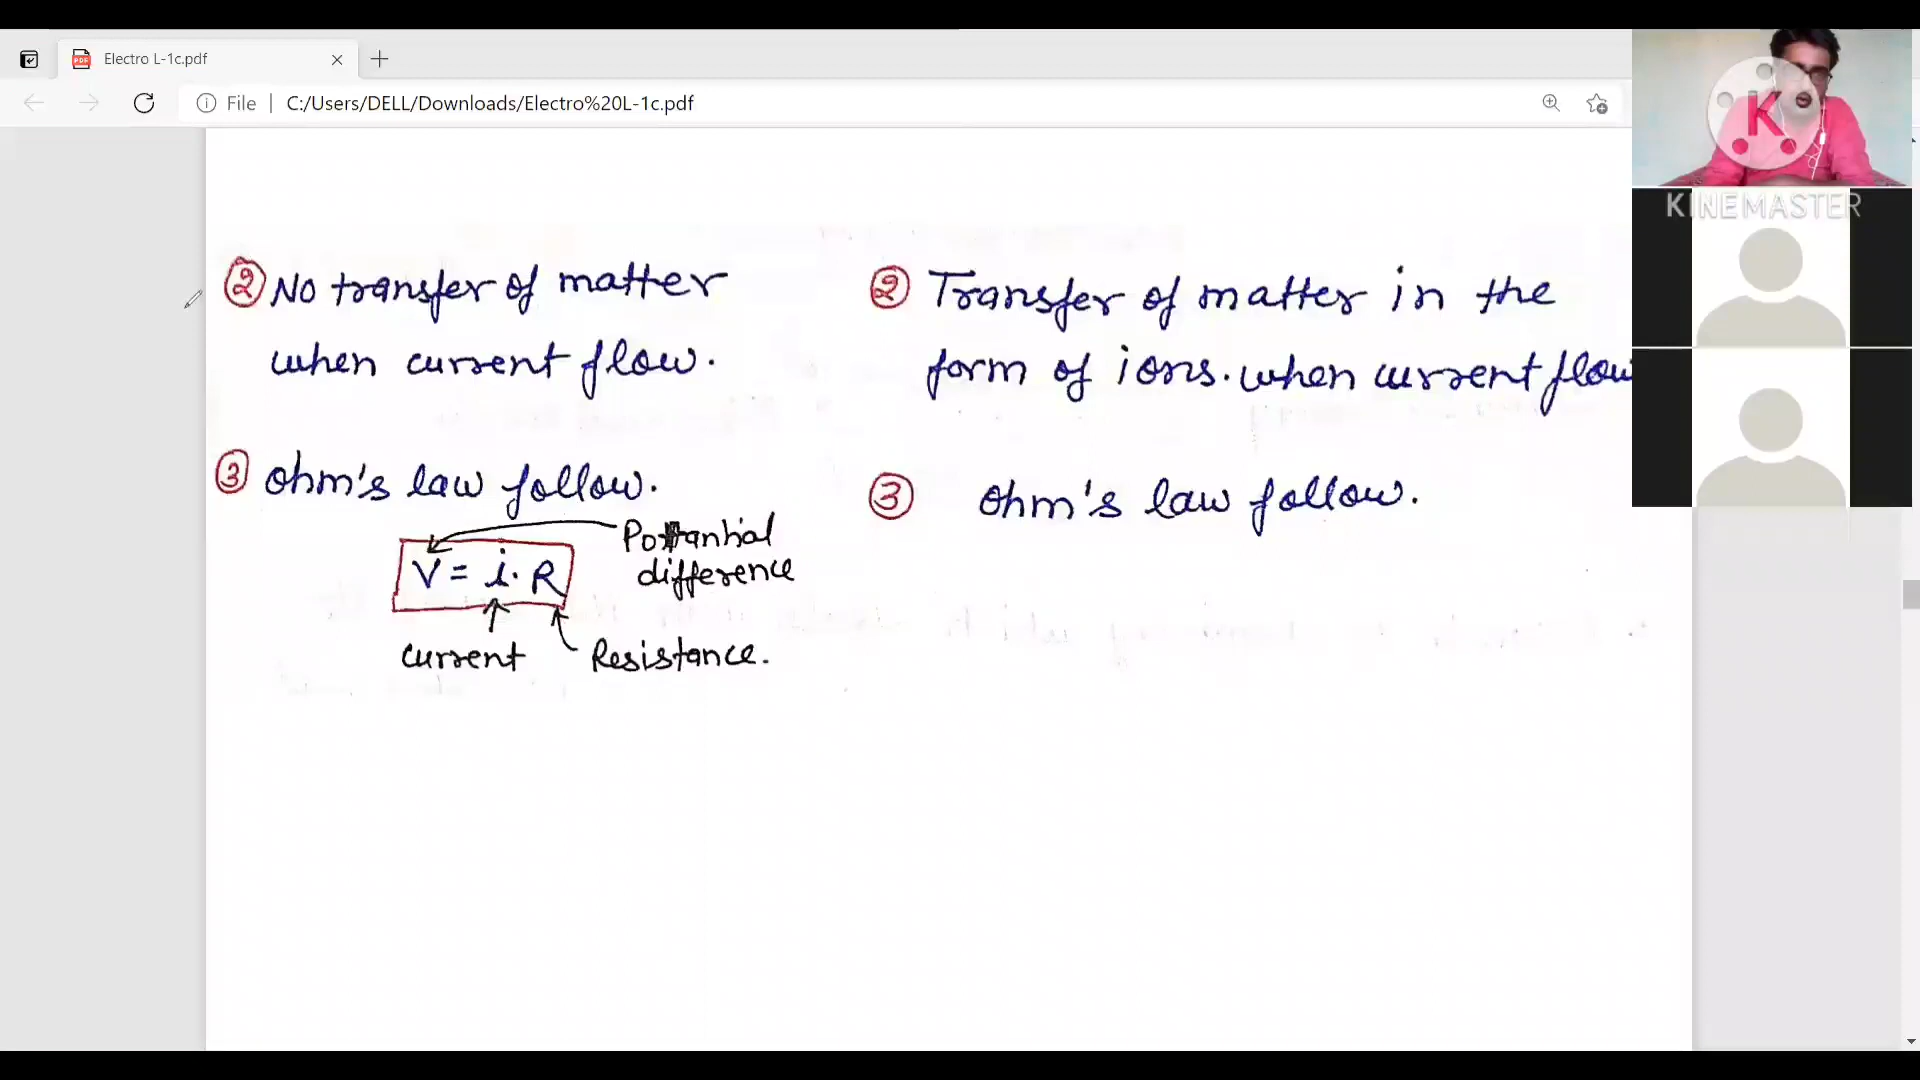 Electro L-1c.pdf
File | C:/Users/DELL/Downloads/Electro%20L-1c.pdf
K
KINEMASTER
② No transfer of matter
when current flow.
③ ohm's law follow.
V = i . R
Potantial
difference
current
Resistance.
② Transfer of matter in the
form of ions. when current flow
③ ohm's law follow.